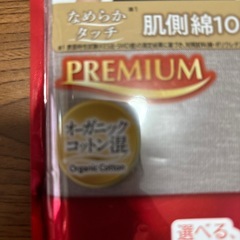 なめらか
タッチ
肌側綿10
PREMIUM
オーガニック
コットン混
Organic Cotton
選べる、